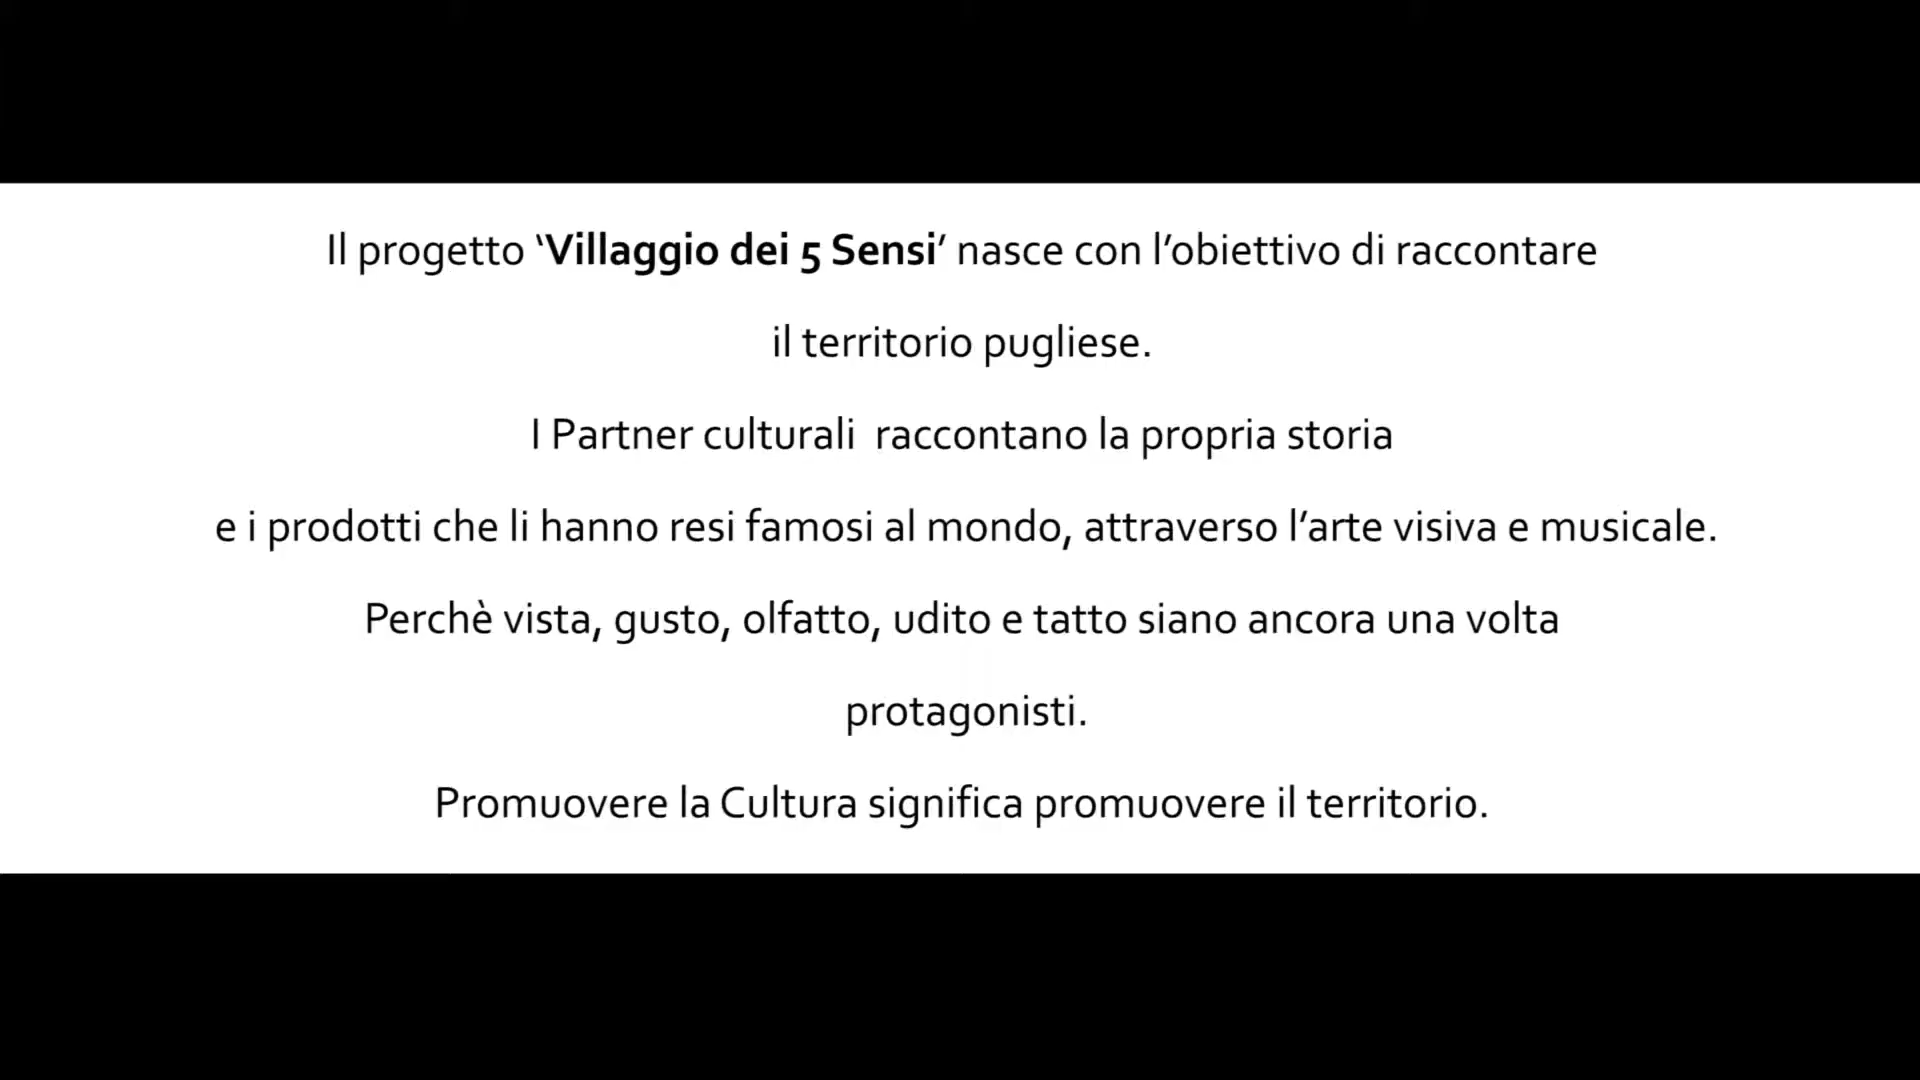 Il progetto ‘Villaggio dei 5 Sensi’ nasce con l’obiettivo di raccontare
il territorio pugliese.
I Partner culturali  raccontano la propria storia
e i prodotti che li hanno resi famosi al mondo, attraverso l’arte visiva e musicale.
Perchè vista, gusto, olfatto, udito e tatto siano ancora una volta
protagonisti.
Promuovere la Cultura significa promuovere il territorio.